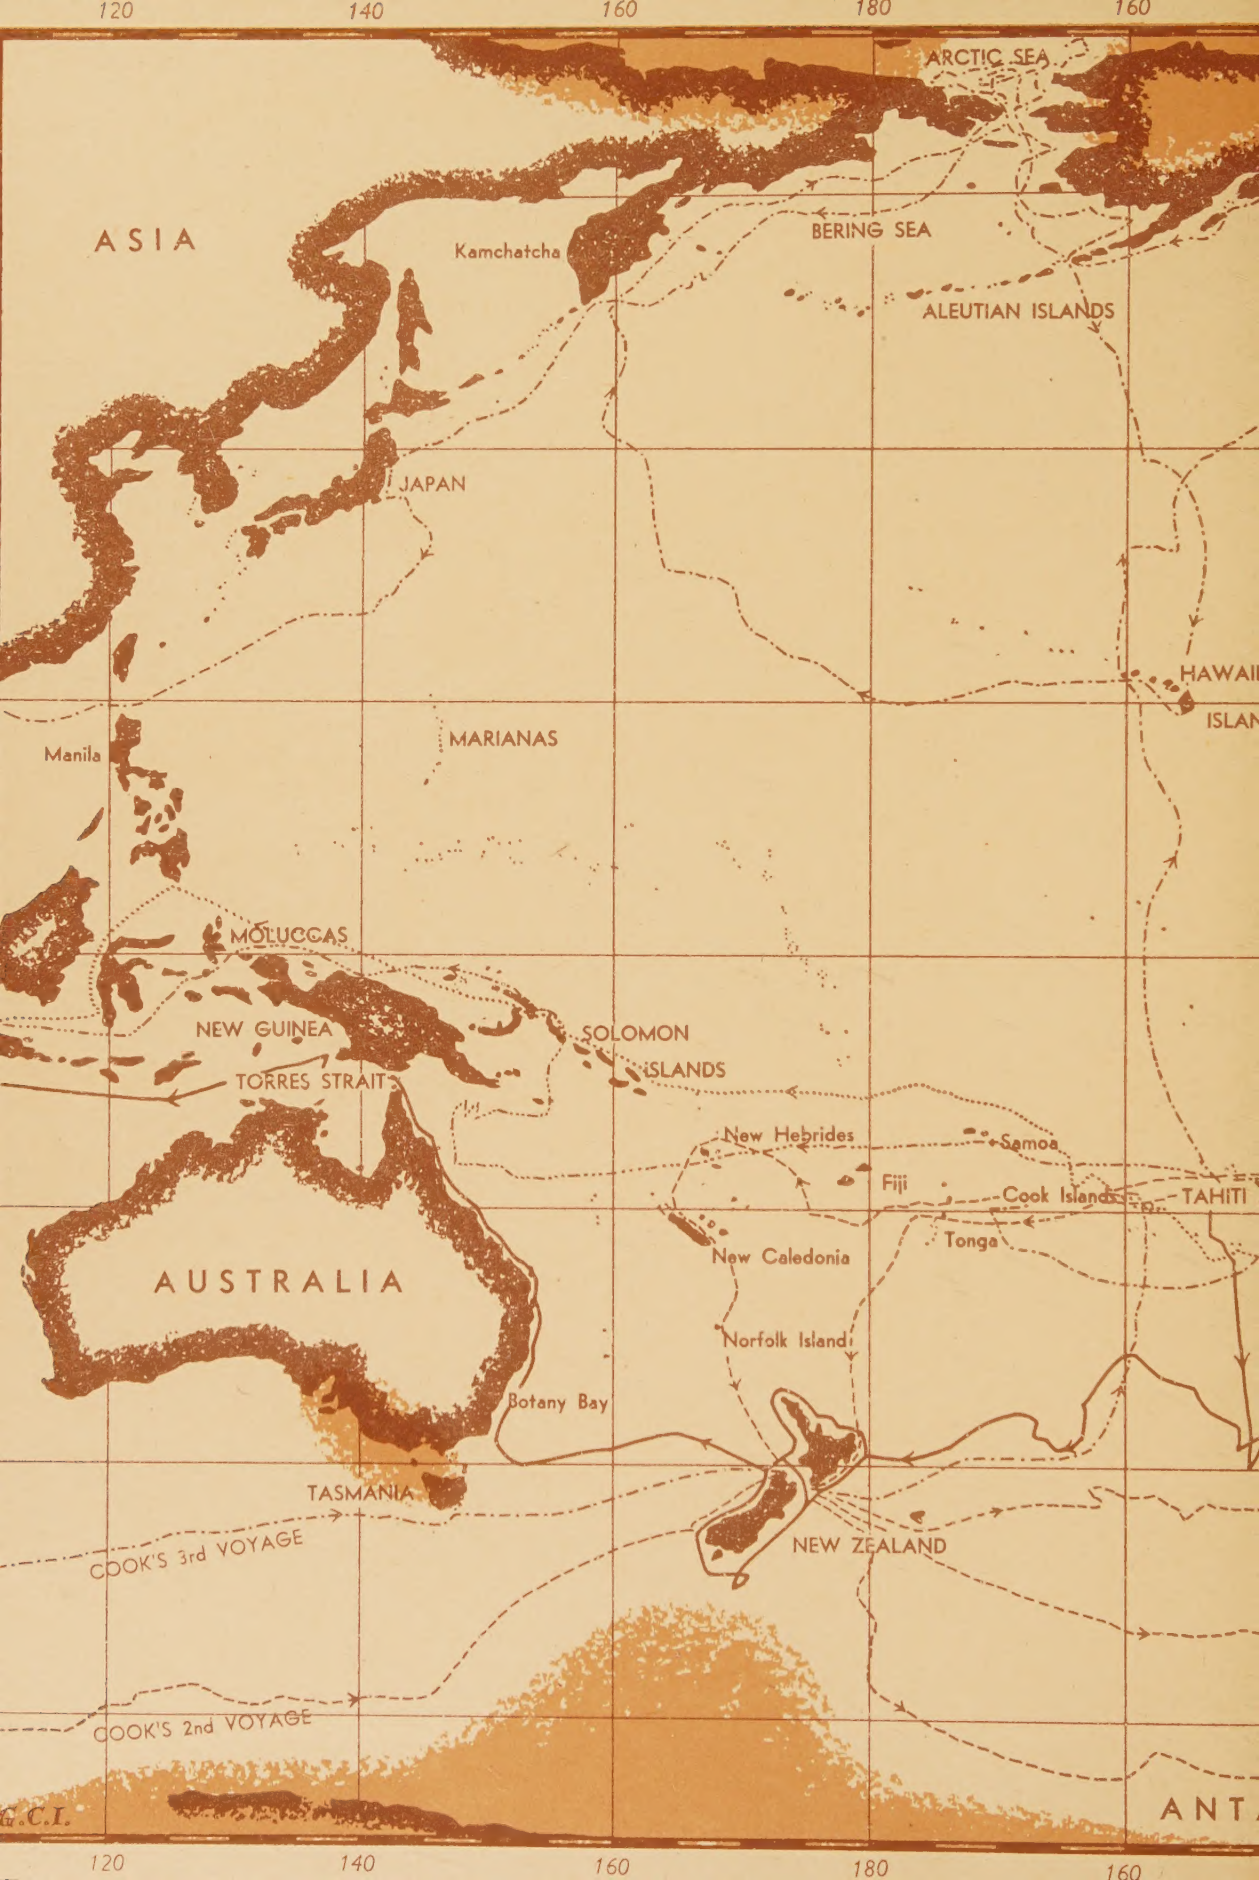 120 140 160 180 160
ARCTIC SEA
ASIA
BERING SEA
Kamchatcha
ALEUTIAN ISLANDS
JAPAN
HAWAII
ISLAN
MARIANAS
Manila
MOLUCCAS
NEW GUINEA
SOLOMON
ISLANDS
TORRES STRAIT
New Hebrides
Samoa
Fiji
Cook Islands
TAHITI
Tonga
New Caledonia
AUSTRALIA
Norfolk Island
Botany Bay
TASMANIA
NEW ZEALAND
COOK'S 3rd VOYAGE
COOK'S 2nd VOYAGE
ANTA
G.C.I.
120 140 160 180 160